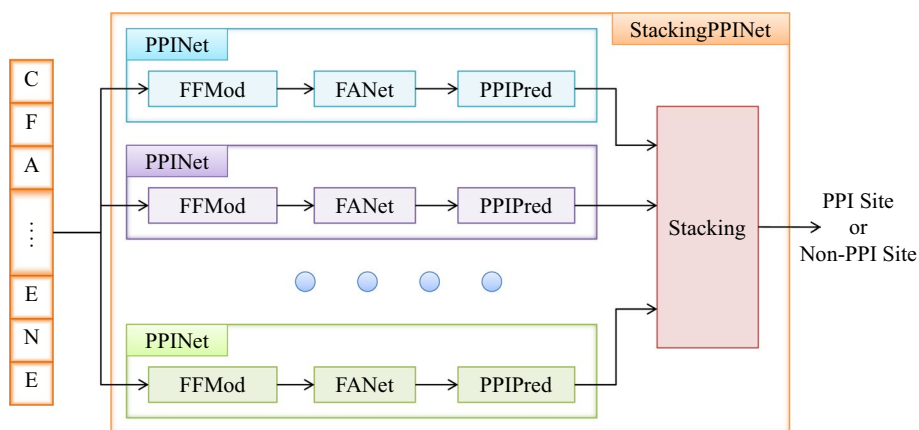 StackingPPINet
C
F
A
⋮
E
N
E
PPINet
FFMod
FANet
PPIPred
PPINet
FFMod
FANet
PPIPred
PPINet
FFMod
FANet
PPIPred
Stacking
PPI Site
or
Non-PPI Site